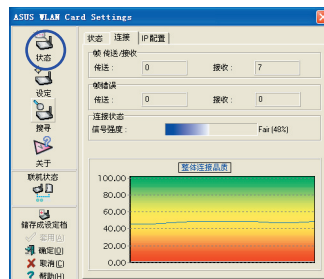 ASUS WLAN Card Settings
状态
设定
搜寻
关于
联机状态
储存成设定档
套用(A)
确定(O)
取消(C)
帮助(H)
状态 连接 IP配置
帧 传送/接收
传送： 0 接收： 7
帧错误
传送： 0 接收： 0
连接状态
信号强度： Fair (48%)
整体连接品质
100.00
80.00
60.00
40.00
20.00
0.00